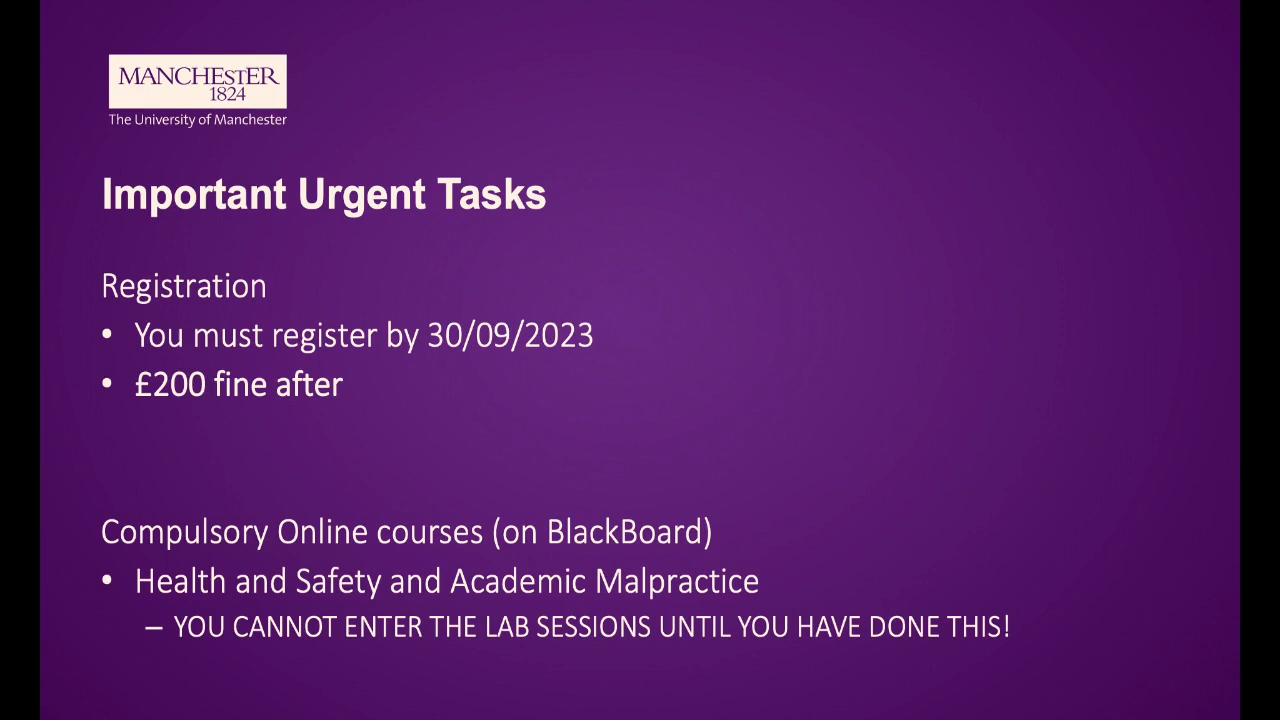 MANCHESTER
1824
The University of Manchester
Important Urgent Tasks
Registration
• You must register by 30/09/2023
• £200 fine after
Compulsory Online courses (on BlackBoard)
• Health and Safety and Academic Malpractice
– YOU CANNOT ENTER THE LAB SESSIONS UNTIL YOU HAVE DONE THIS!